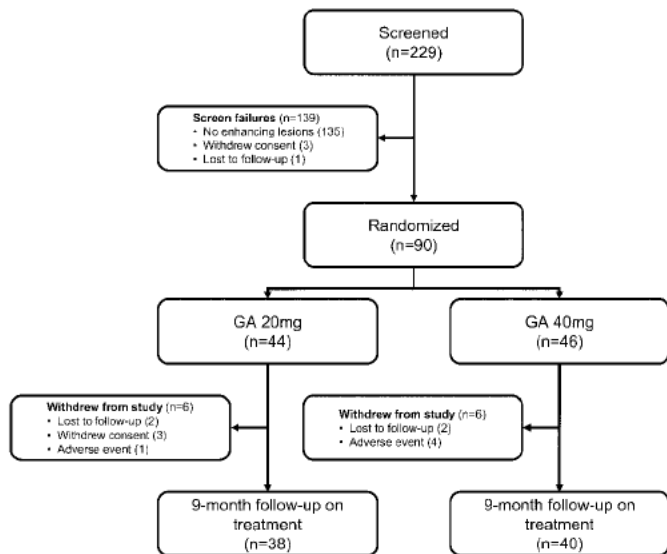 Screened
(n=229)
Screen failures (n=139)
• No enhancing lesions (135)
• Withdrew consent (3)
• Lost to follow-up (1)
Randomized
(n=90)
GA 20mg
(n=44)
GA 40mg
(n=46)
Withdrew from study (n=6)
• Lost to follow-up (2)
• Withdrew consent (3)
• Adverse event (1)
Withdrew from study (n=6)
• Lost to follow-up (2)
• Adverse event (4)
9-month follow-up on
treatment
(n=38)
9-month follow-up on
treatment
(n=40)